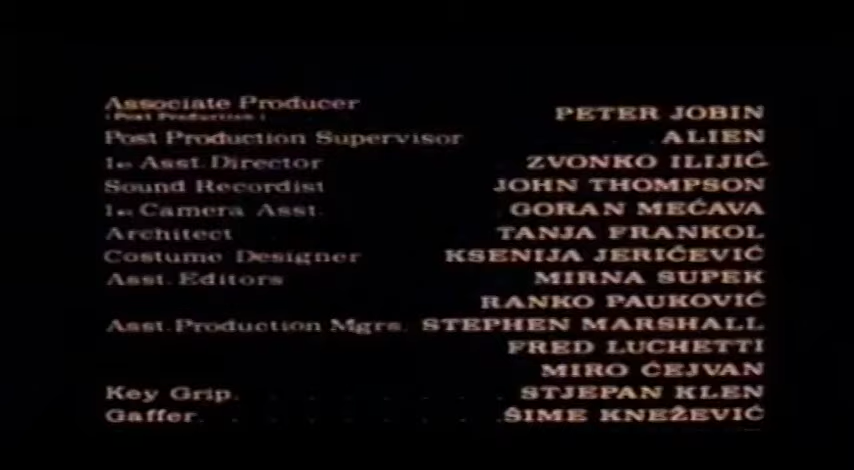 Associate Producer
(Post Production) PETER JOBIN
Post Production Supervisor ALIEN
1st Asst. Director ZVONKO ILIJIĆ
Sound Recordist JOHN THOMPSON
1st Camera Asst. GORAN MEĆAVA
Architect TANJA FRANKOL
Costume Designer KSENIJA JERIČEVIĆ
Asst. Editors MIRNA SUPEK
RANKO PAUKOVIĆ
Asst. Production Mgrs. STEPHEN MARSHALL
FRED LUCHETTI
MIRO ČEJVAN
Key Grip STJEPAN KLEN
Gaffer ŠIME KNEŽEVIĆ